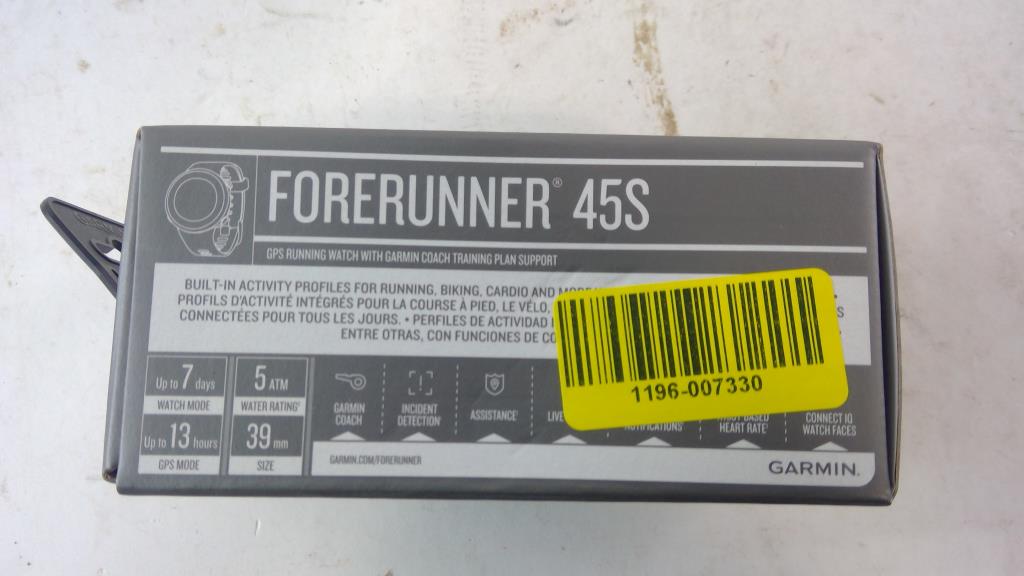 FORERUNNER® 45S
GPS RUNNING WATCH WITH GARMIN COACH TRAINING PLAN SUPPORT
BUILT-IN ACTIVITY PROFILES FOR RUNNING, BIKING, CARDIO AND
PROFILS D'ACTIVITÉ INTÉGRÉS POUR LA COURSE À PIED, LE VÉLO,
CONNECTÉES POUR TOUS LES JOURS. • PERFILES DE ACTIVIDAD
ENTRE OTRAS, CON FUNCIONES DE
1196-007330
Up to 7 days
WATCH MODE
5 ATM
WATER RATING
Up to 13 hours
GPS MODE
39 mm
SIZE
GARMIN
COACH
INCIDENT
DETECTION
ASSISTANCE
HEART RATE
CONNECT IQ
WATCH FACES
GARMIN.COM/FORERUNNER
GARMIN.